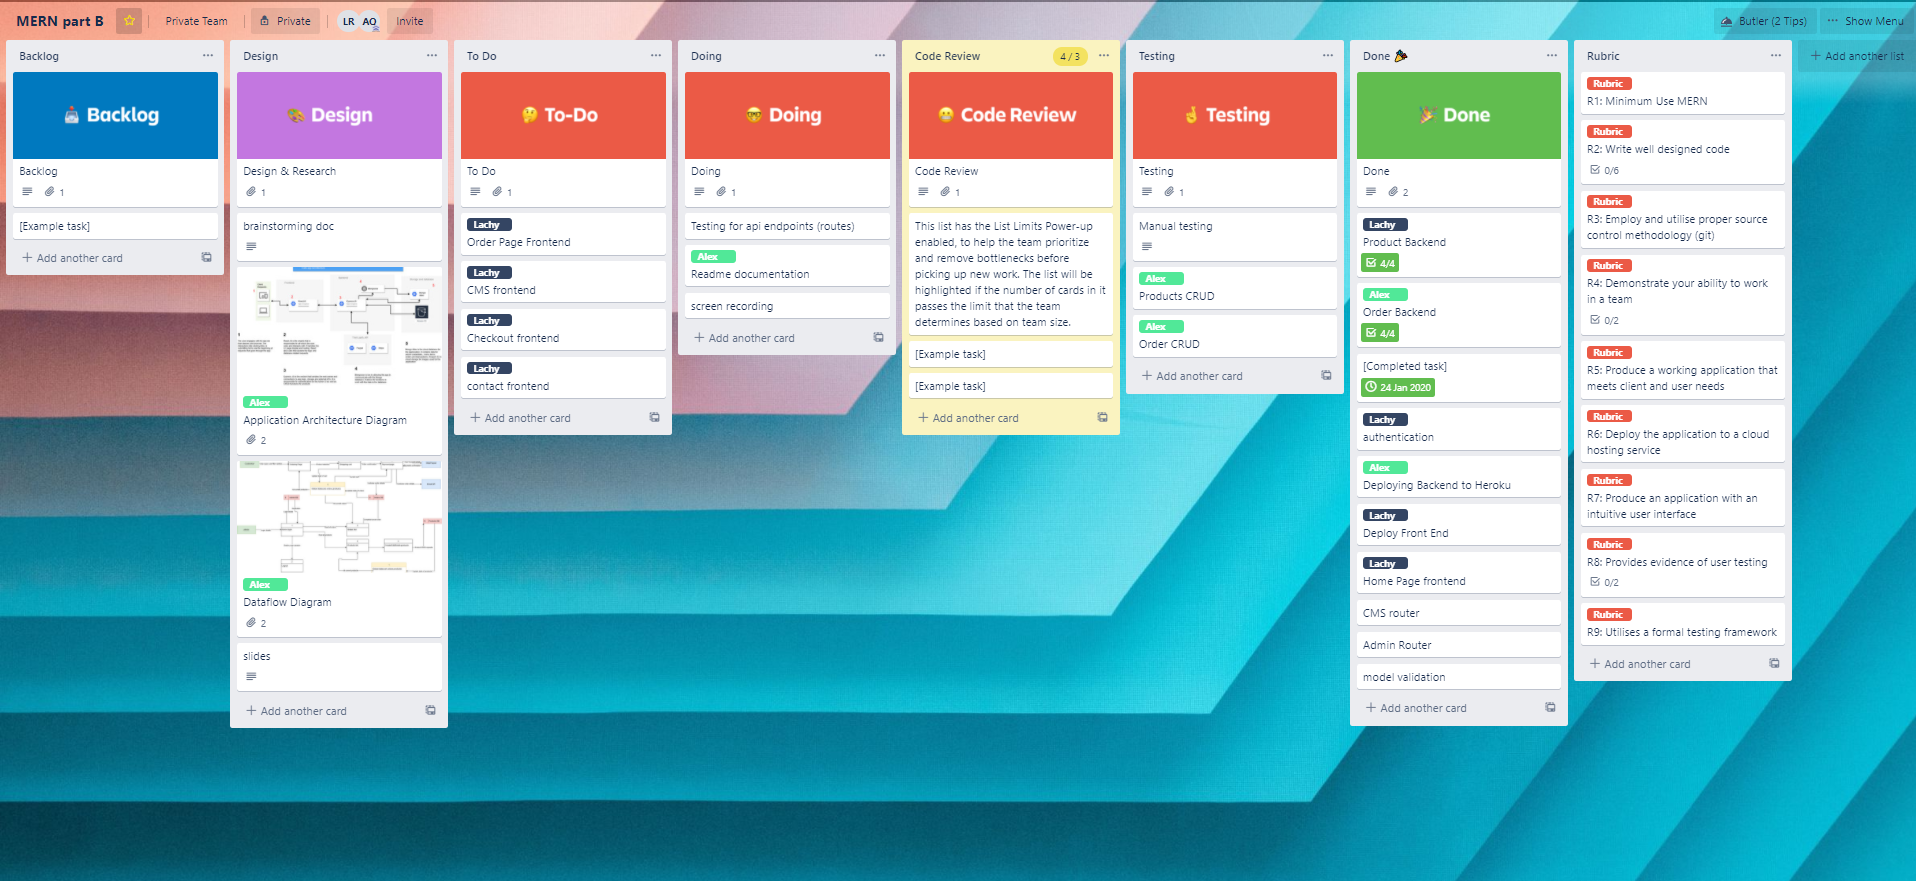 MERN part B
Private Team
Private
LR
AO
Invite
Butler (2 Tips)
Show Menu
Backlog
Backlog
Backlog
1
[Example task]
Add another card
Design
Design
Design & Research
1
brainstorming doc
Alex
Application Architecture Diagram
2
Alex
Dataflow Diagram
2
slides
Add another card
To Do
To-Do
To Do
1
Lachy
Order Page Frontend
Lachy
CMS frontend
Lachy
Checkout frontend
Lachy
contact frontend
Add another card
Doing
Doing
Doing
1
Testing for api endpoints (routes)
Alex
Readme documentation
screen recording
Add another card
Code Review
4 / 3
Code Review
Code Review
1
This list has the List Limits Power-up
enabled, to help the team prioritize
and remove bottlenecks before
picking up new work. The list will be
highlighted if the number of cards in it
passes the limit that the team
determines based on team size.
[Example task]
[Example task]
Add another card
Testing
Testing
Testing
1
Manual testing
Alex
Products CRUD
Alex
Order CRUD
Add another card
Done
Done
Done
2
Lachy
Product Backend
4/4
Alex
Order Backend
4/4
[Completed task]
24 Jan 2020
Lachy
authentication
Alex
Deploying Backend to Heroku
Lachy
Deploy Front End
Lachy
Home Page frontend
CMS router
Admin Router
model validation
Add another card
Rubric
Rubric
R1: Minimum Use MERN
Rubric
R2: Write well designed code
0/6
Rubric
R3: Employ and utilise proper source
control methodology (git)
Rubric
R4: Demonstrate your ability to work
in a team
0/2
Rubric
R5: Produce a working application that
meets client and user needs
Rubric
R6: Deploy the application to a cloud
hosting service
Rubric
R7: Produce an application with an
intuitive user interface
Rubric
R8: Provides evidence of user testing
0/2
Rubric
R9: Utilises a formal testing framework
Add another card
Add another list